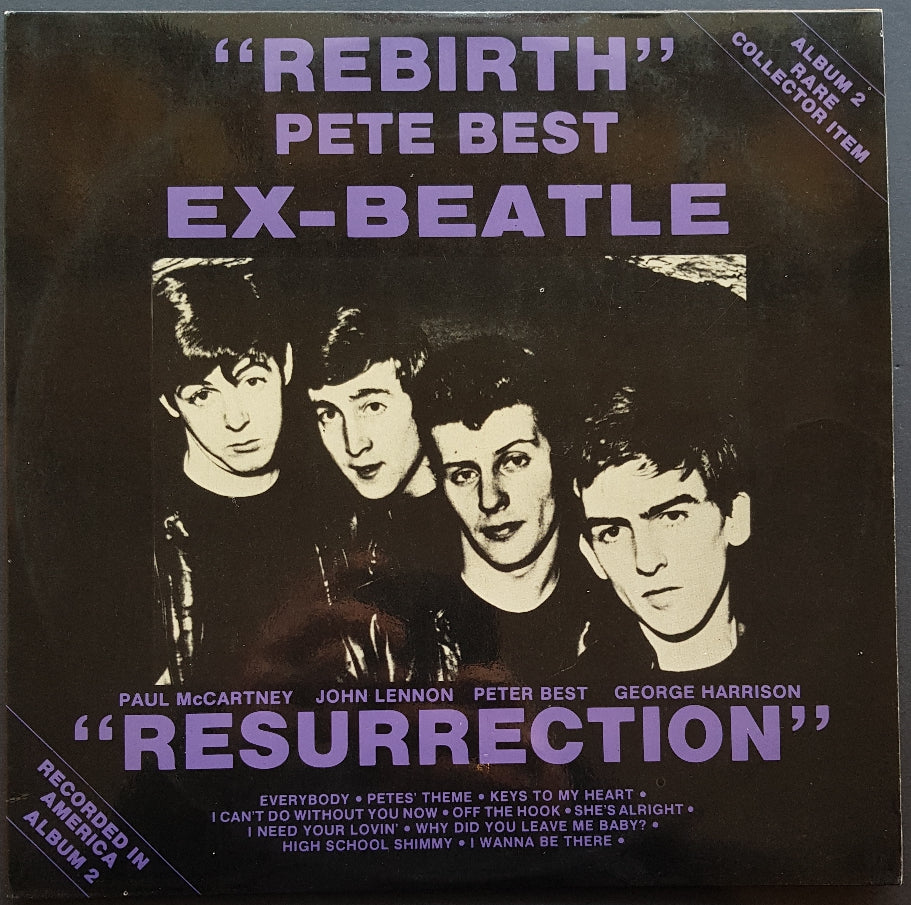 "REBIRTH"
PETE BEST
EX-BEATLE
ALBUM 2
RARE
COLLECTOR ITEM
PAUL McCARTNEY JOHN LENNON PETER BEST GEORGE HARRISON
"RESURRECTION"
EVERYBODY • PETES' THEME • KEYS TO MY HEART •
I CAN'T DO WITHOUT YOU NOW • OFF THE HOOK • SHE'S ALRIGHT •
I NEED YOUR LOVIN' • WHY DID YOU LEAVE ME BABY? •
HIGH SCHOOL SHIMMY • I WANNA BE THERE •
RECORDED IN
AMERICA
ALBUM 2